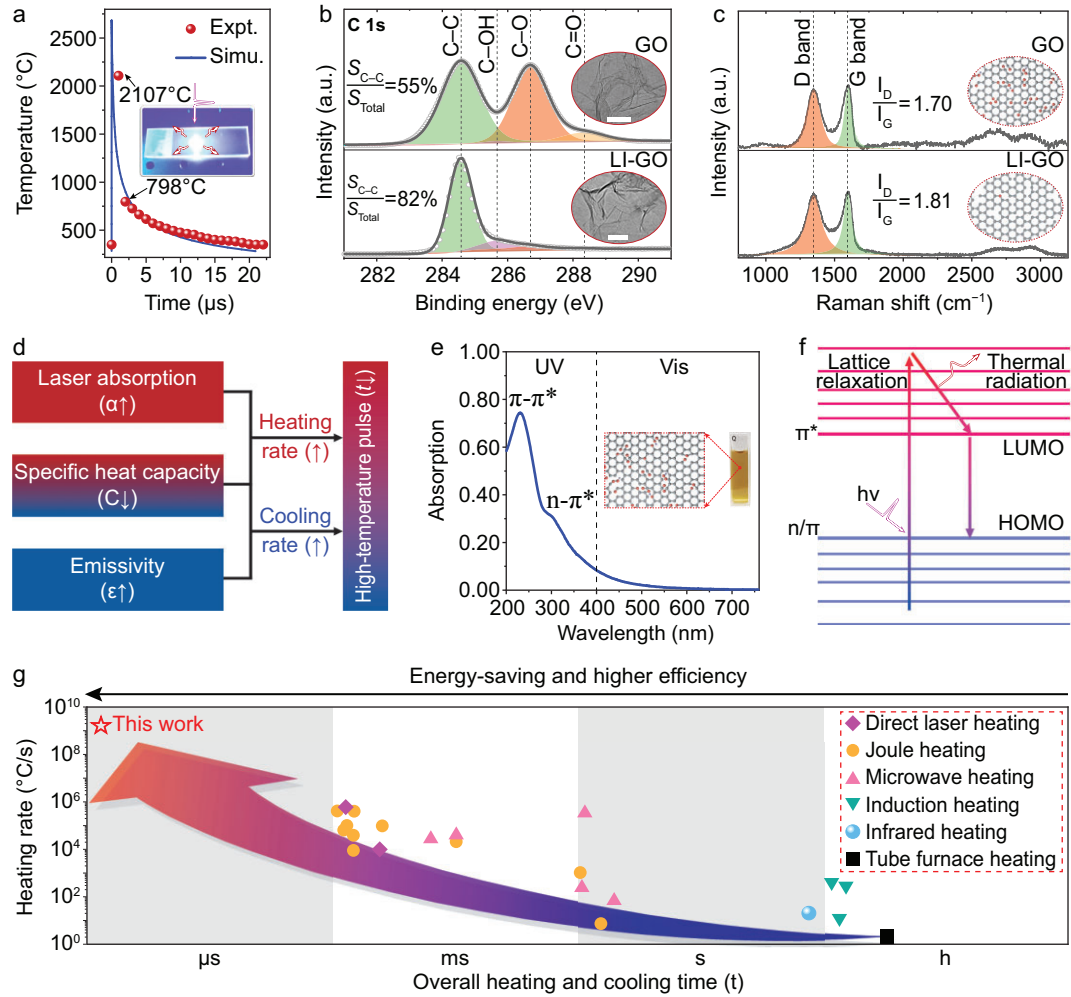 a
Temperature (°C)
2500
2000
1500
1000
500
Expt.
Simu.
2107°C
798°C
0
5
10
15
20
Time (μs)
b
C 1s
C–C
C–OH
C–O
C=O
GO
S_C–C / S_Total = 55%
LI-GO
S_C–C / S_Total = 82%
Intensity (a.u.)
282
284
286
288
290
Binding energy (eV)
c
D band
G band
GO
I_D / I_G = 1.70
LI-GO
I_D / I_G = 1.81
Intensity (a.u.)
1000
1500
2000
2500
3000
Raman shift (cm⁻¹)
d
Laser absorption
(α↑)
Specific heat capacity
(C↓)
Emissivity
(ε↑)
Heating
rate (↑)
Cooling
rate (↑)
High-temperature pulse (t↓)
e
UV
Vis
π-π*
n-π*
Absorption
1.00
0.80
0.60
0.40
0.20
0.00
200
300
400
500
600
700
Wavelength (nm)
f
Lattice
relaxation
Thermal
radiation
π*
LUMO
hv
n/π
HOMO
g
Energy-saving and higher efficiency
Heating rate (°C/s)
10¹⁰
10⁸
10⁶
10⁴
10²
10⁰
This work
Direct laser heating
Joule heating
Microwave heating
Induction heating
Infrared heating
Tube furnace heating
μs
ms
s
h
Overall heating and cooling time (t)